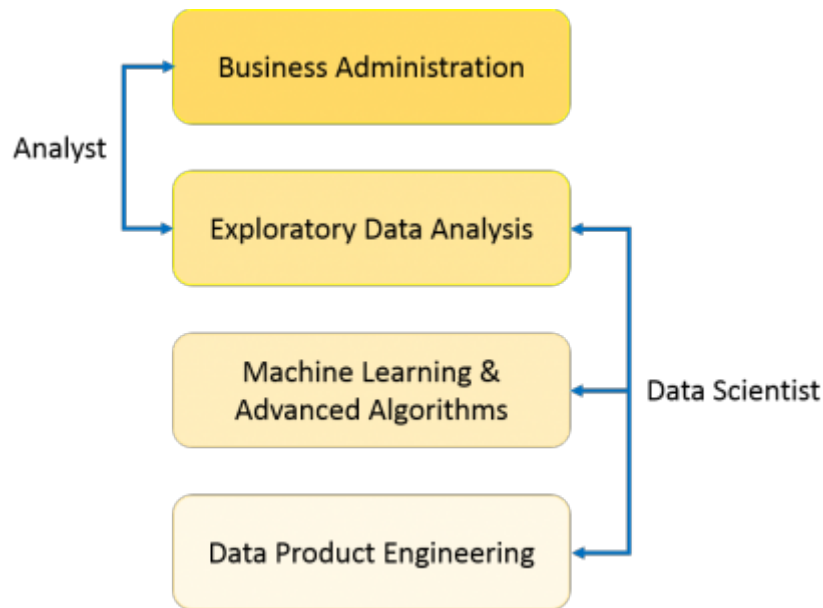 Business Administration
Analyst
Exploratory Data Analysis
Machine Learning &
Advanced Algorithms
Data Scientist
Data Product Engineering